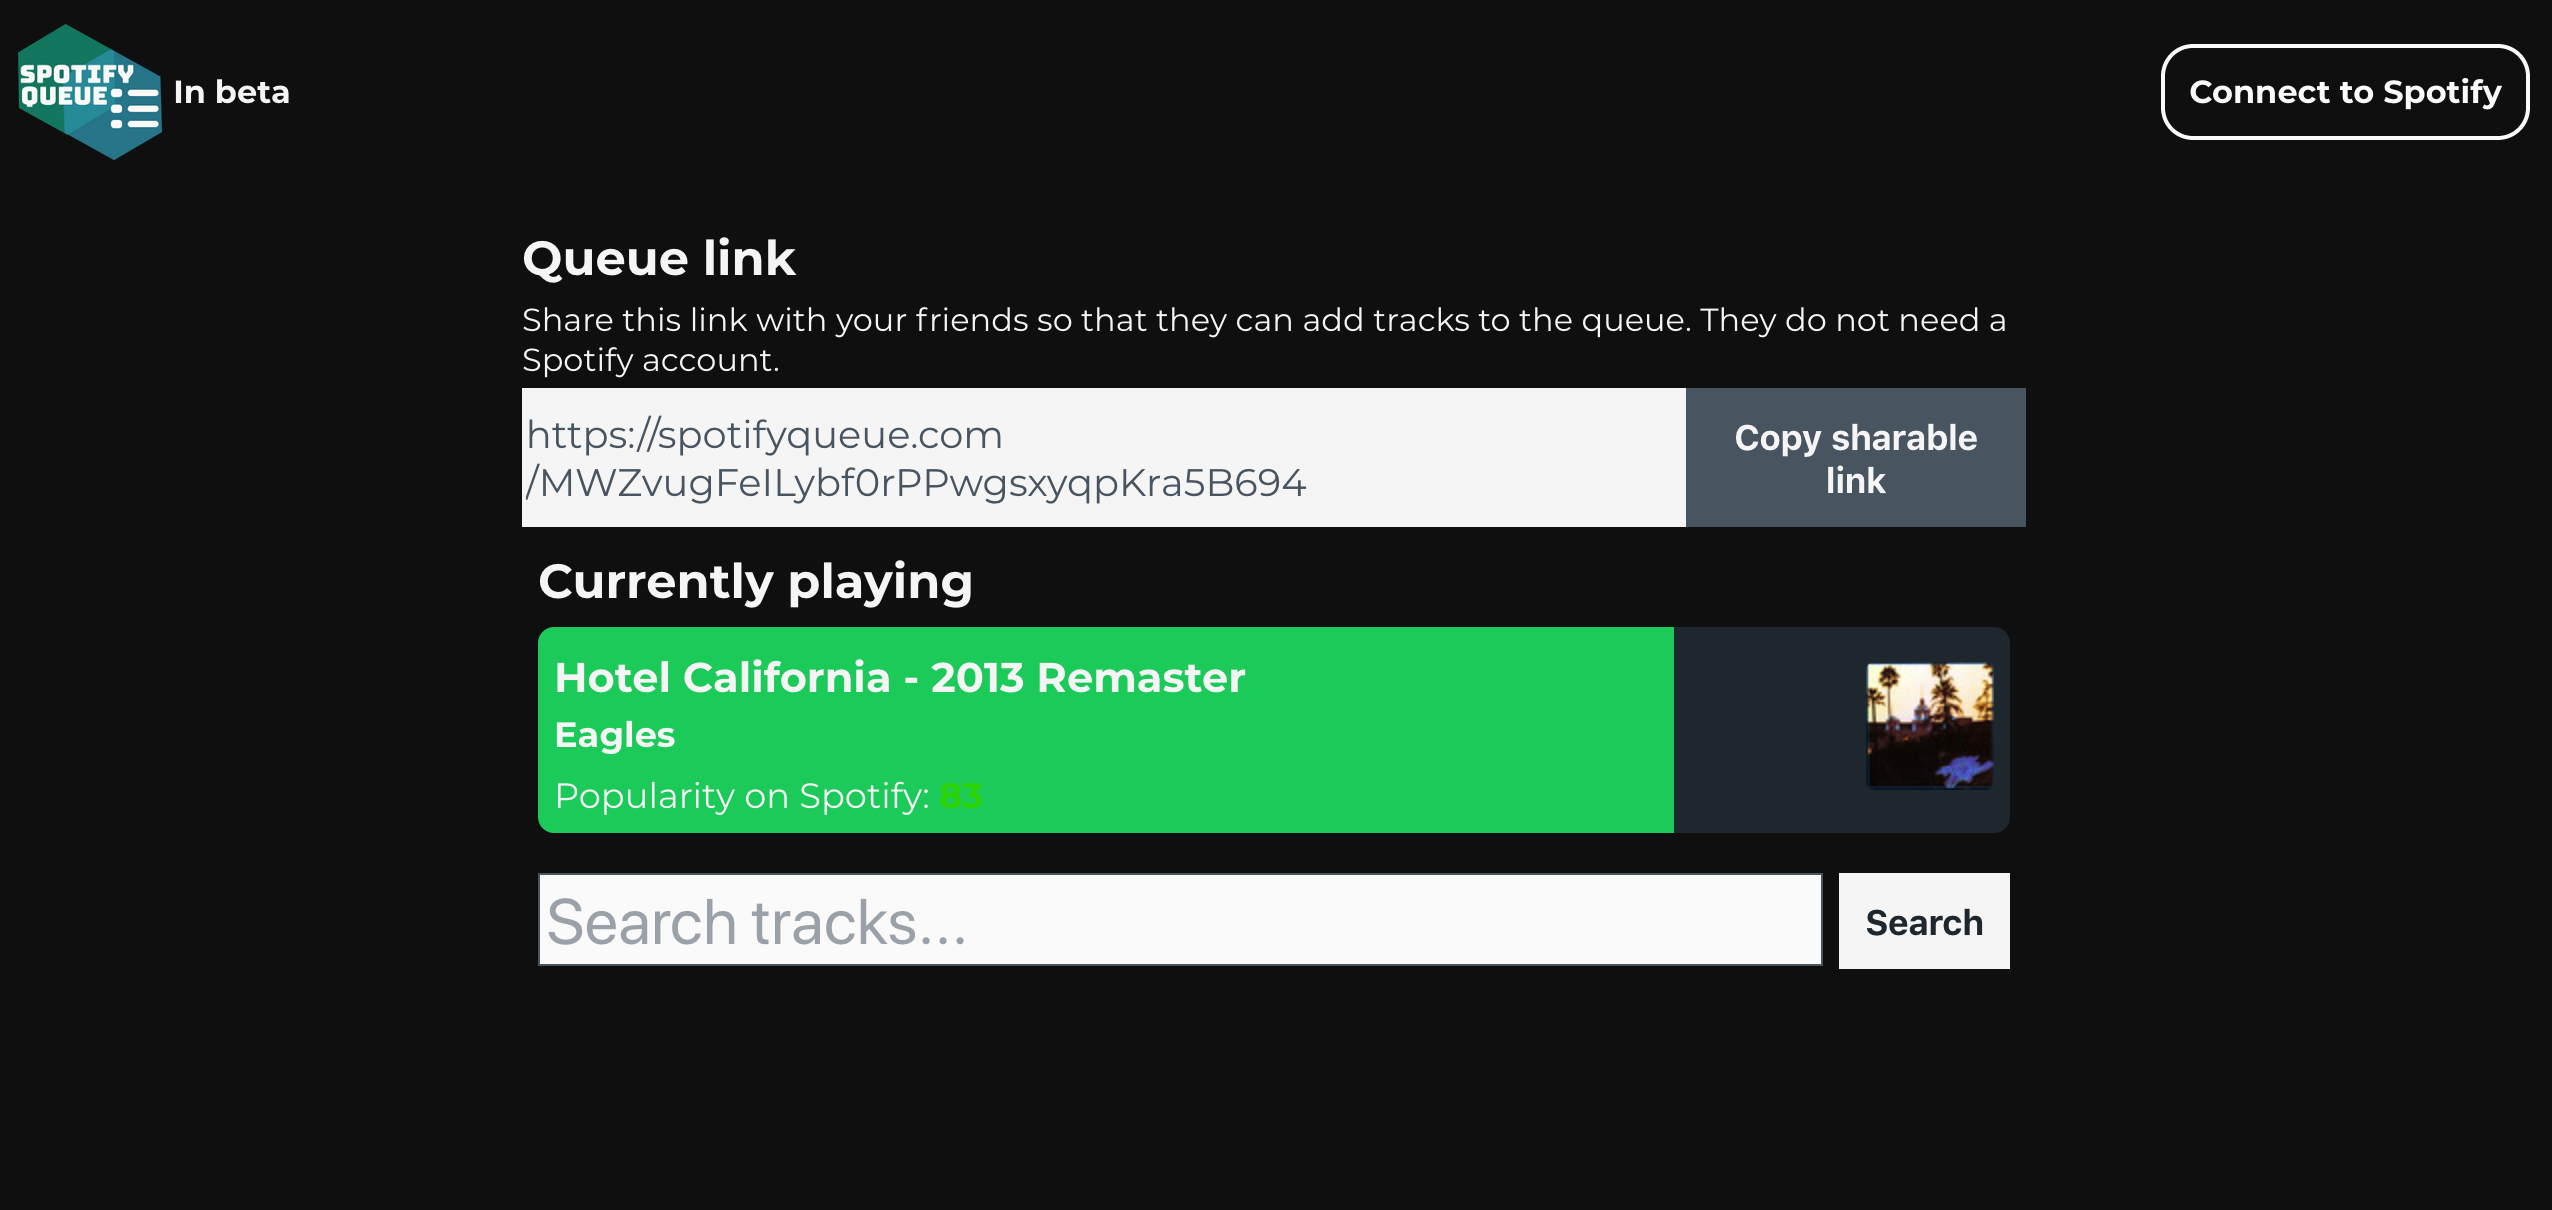 SPOTIFY
QUEUE
In beta
Connect to Spotify
Queue link
Share this link with your friends so that they can add tracks to the queue. They do not need a
Spotify account.
https://spotifyqueue.com
/MWZvugFeILybf0rPPwgsxyqpKra5B694
Copy sharable
link
Currently playing
Hotel California - 2013 Remaster
Eagles
Popularity on Spotify: 83
Search tracks...
Search